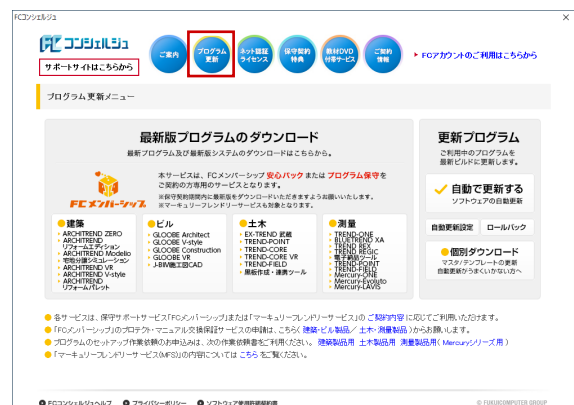 FCコンシェルジュ
×
FC コンシェルジュ
サポートサイトはこちらから
ご案内
プログラム
更新
ネット認証
ライセンス
保守契約
特典
教材DVD
付帯サービス
ご契約
情報
FCアカウントのご利用はこちらから
プログラム更新メニュー
最新版プログラムのダウンロード
最新プログラム及び最新版システムのダウンロードはこちらから。
FCメンバーシップ
本サービスは、FCメンバーシップ 安心パック または プログラム保守を
ご契約の方専用のサービスとなります。
※保守契約期間内に最新版をダウンロードいただきますようお願いいたします。
※マーキュリーフレンドリーサービスも対象となります。
建築
ARCHITREND ZERO
ARCHITREND
リフォームエディション
ARCHITREND Modelio
宅地分譲シミュレーション
ARCHITREND VR
ARCHITREND V-style
ARCHITREND
リフォームパレット
ビル
GLOOBE Architect
GLOOBE V-style
GLOOBE Construction
GLOOBE VR
J-BIM施工図CAD
土木
EX-TREND 武蔵
TREND-POINT
TREND-CORE
TREND-CORE VR
TREND-FIELD
黒板作成・連携ツール
測量
TREND-ONE
BLUETREND XA
TREND REX
TREND REGIC
電子納品ツール
TREND-POINT
TREND-FIELD
Mercury-ONE
Mercury-Evoluto
Mercury-LAVIS
更新プログラム
ご利用中のプログラムを
最新ビルドに更新します。
自動で更新する
ソフトウェアの自動更新
自動更新設定
ロールバック
個別ダウンロード
マスタ/テンプレートの更新
自動更新がうまくいかない方へ
各サービスは、保守サポートサービス「FCメンバーシップ」または「マーキュリーフレンドリーサービス」の ご契約内容 に応じてご利用いただけます。
「FCメンバーシップ」のプロテクト・マニュアル交換保証サービスの申請は、こちら( 建築・ビル製品 / 土木・測量製品 )からお願いします。
プログラムのセットアップ作業依頼のお申込みは、次の作業依頼書をご利用ください。 建築製品用 土木製品用 測量製品用( Mercuryシリーズ用 )
「マーキュリーフレンドリーサービス(MFS)」の内容については こちら をご覧ください。
FCコンシェルジュヘルプ
プライバシーポリシー
ソフトウェア使用許諾契約書
© FUKUICOMPUTER GROUP